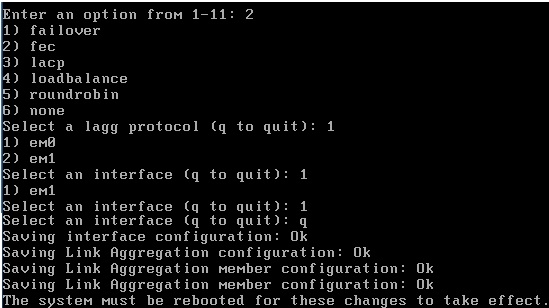 Enter an option from 1-11: 2
1) failover
2) fec
3) lacp
4) loadbalance
5) roundrobin
6) none
Select a lagg protocol (q to quit): 1
1) em0
2) em1
Select an interface (q to quit): 1
1) em1
Select an interface (q to quit): 1
Select an interface (q to quit): q
Saving interface configuration: Ok
Saving Link Aggregation configuration: Ok
Saving Link Aggregation member configuration: Ok
Saving Link Aggregation member configuration: Ok
The system must be rebooted for these changes to take effect.